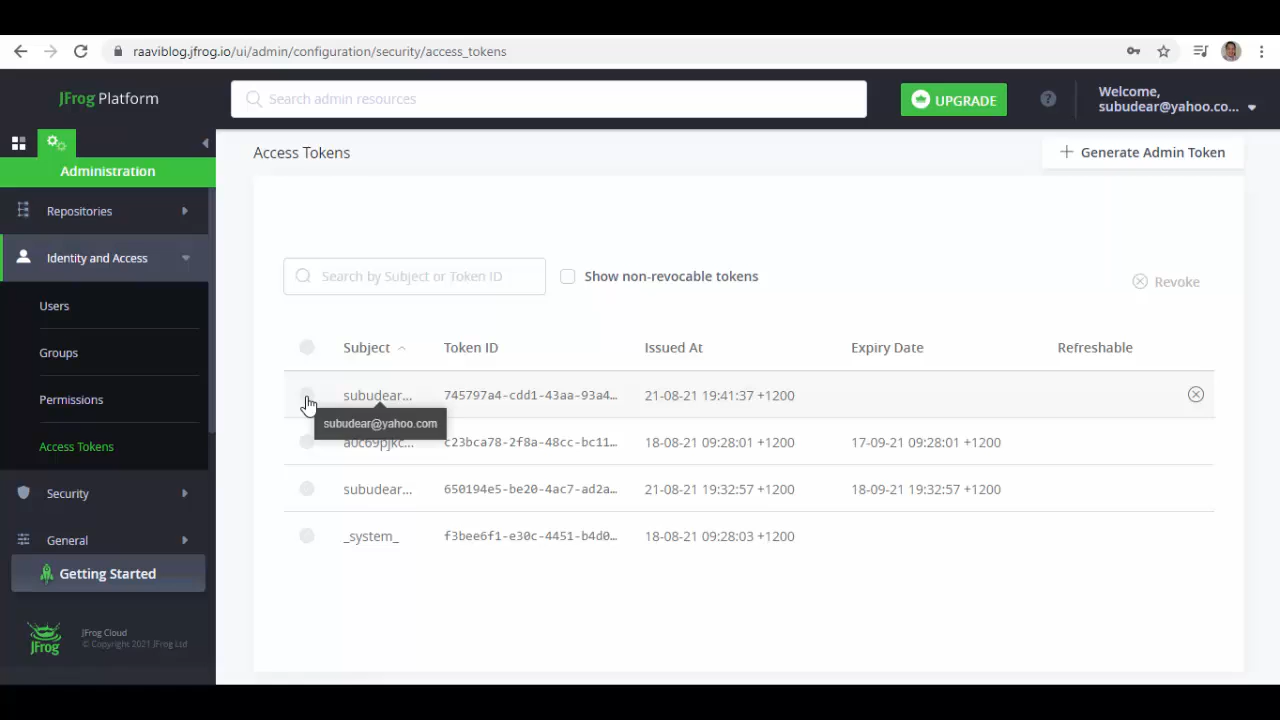 raaviblog.jfrog.io/ui/admin/configuration/security/access_tokens
JFrog Platform
Search admin resources
UPGRADE
Welcome,
subudear@yahoo.co...
Administration
Repositories
Identity and Access
Users
Groups
Permissions
Access Tokens
Security
General
Getting Started
JFrog
JFrog Cloud
© Copyright 2021 JFrog Ltd
Access Tokens
Generate Admin Token
Search by Subject or Token ID
Show non-revocable tokens
Revoke
Subject Token ID Issued At Expiry Date Refreshable
subudear... 745797a4-cdd1-43aa-93a4… 21-08-21 19:41:37 +1200
subudear@yahoo.com
c23bca78-2f8a-48cc-bc11… 18-08-21 09:28:01 +1200 17-09-21 09:28:01 +1200
subudear... 650194e5-be20-4ac7-ad2a… 21-08-21 19:32:57 +1200 18-09-21 19:32:57 +1200
_system_ f3bee6f1-e30c-4451-b4d0… 18-08-21 09:28:03 +1200